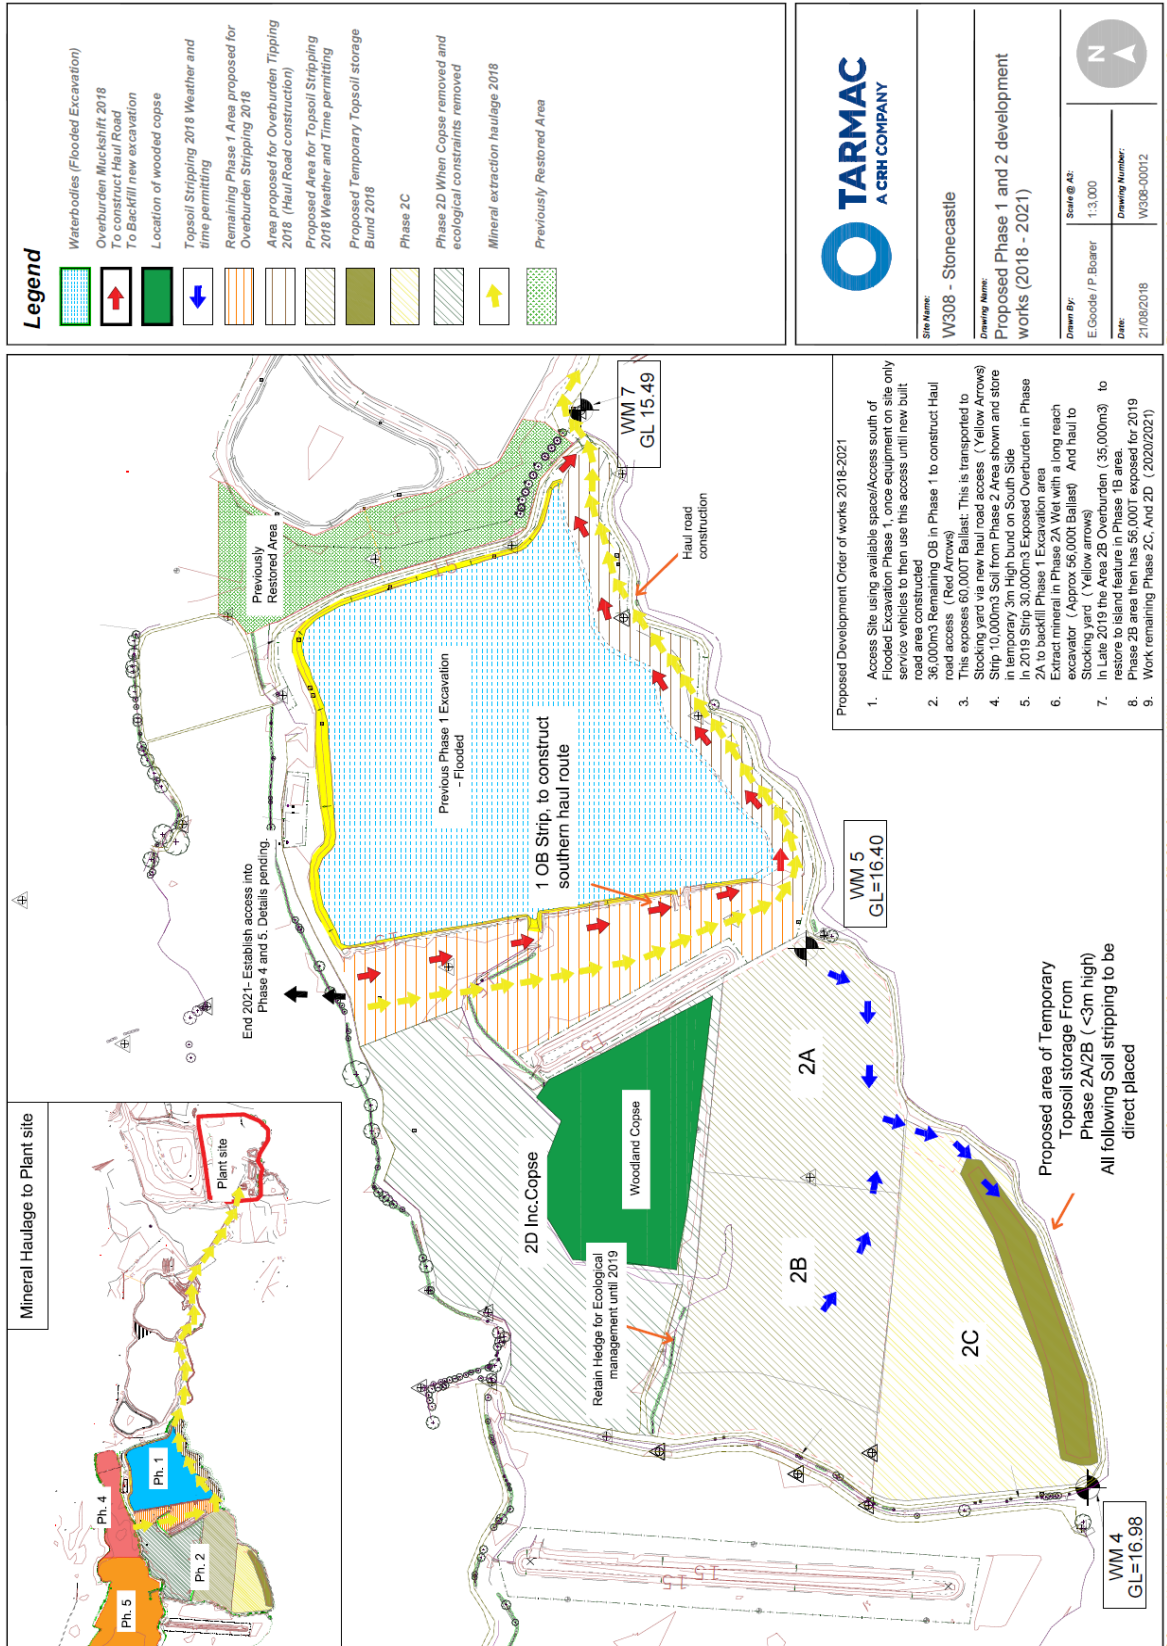 Legend
Waterbodies (Flooded Excavation)
Overburden Muckshift 2018
To construct Haul Road
To Backfill new excavation
Location of wooded copse
Topsoil Stripping 2018 Weather and
time permitting
Remaining Phase 1 Area proposed for
Overburden Stripping 2018
Area proposed for Overburden Tipping
2018 (Haul Road construction)
Proposed Area for Topsoil Stripping
2018 Weather and Time permitting
Proposed Temporary Topsoil storage
Bund 2018
Phase 2C
Phase 2D When Copse removed and
ecological constraints removed
Mineral extraction haulage 2018
Previously Restored Area
TARMAC
A CRH COMPANY
Site Name:
W308 - Stonecastle
Drawing Name:
Proposed Phase 1 and 2 development
works (2018 - 2021)
Drawn By:
E.Goode / P.Boarer
Scale @ A3:
1:3,000
Date:
21/08/2018
Drawing Number:
W308-00012
N
Mineral Haulage to Plant site
Plant site
Ph. 1
Ph. 4
Ph. 2
Ph. 5
End 2021- Establish access into
Phase 4 and 5. Details pending.
Previously
Restored Area
Previous Phase 1 Excavation
- Flooded
1 OB Strip, to construct
southern haul route
Haul road
construction
WM 7
GL 15.49
WM 5
GL=16.40
WM 4
GL=16.98
2D Inc.Copse
Woodland Copse
Retain Hedge for Ecological
management until 2019
2A
2B
2C
15
15
15
Proposed area of Temporary
Topsoil storage From
Phase 2A/2B (<3m high)
All following Soil stripping to be
direct placed
Proposed Development Order of works 2018-2021
1. Access Site using available space/Access south of
Flooded Excavation Phase 1, once equipment on site only
service vehicles to then use this access until new built
road area constructed
2. 36,000m3 Remaining OB in Phase 1 to construct Haul
road access (Red Arrows)
3. This exposes 60,000T Ballast: This is transported to
Stocking yard via new haul road access (Yellow Arrows)
4. Strip 10,000m3 Soil from Phase 2 Area shown and store
in temporary 3m High bund on South Side
5. In 2019 Strip 30,000m3 Exposed Overburden in Phase
2A to backfill Phase 1 Excavation area
6. Extract mineral in Phase 2A Wet with a long reach
excavator (Approx 56,000 Ballast) And haul to
Stocking yard (Yellow arrows)
7. In Late 2019 the Area 2B Overburden (35,000m3) to
restore to island feature in Phase 1B area.
8. Phase 2B area then has 56,000T exposed for 2019
9. Work remaining Phase 2C, And 2D (2020/2021)